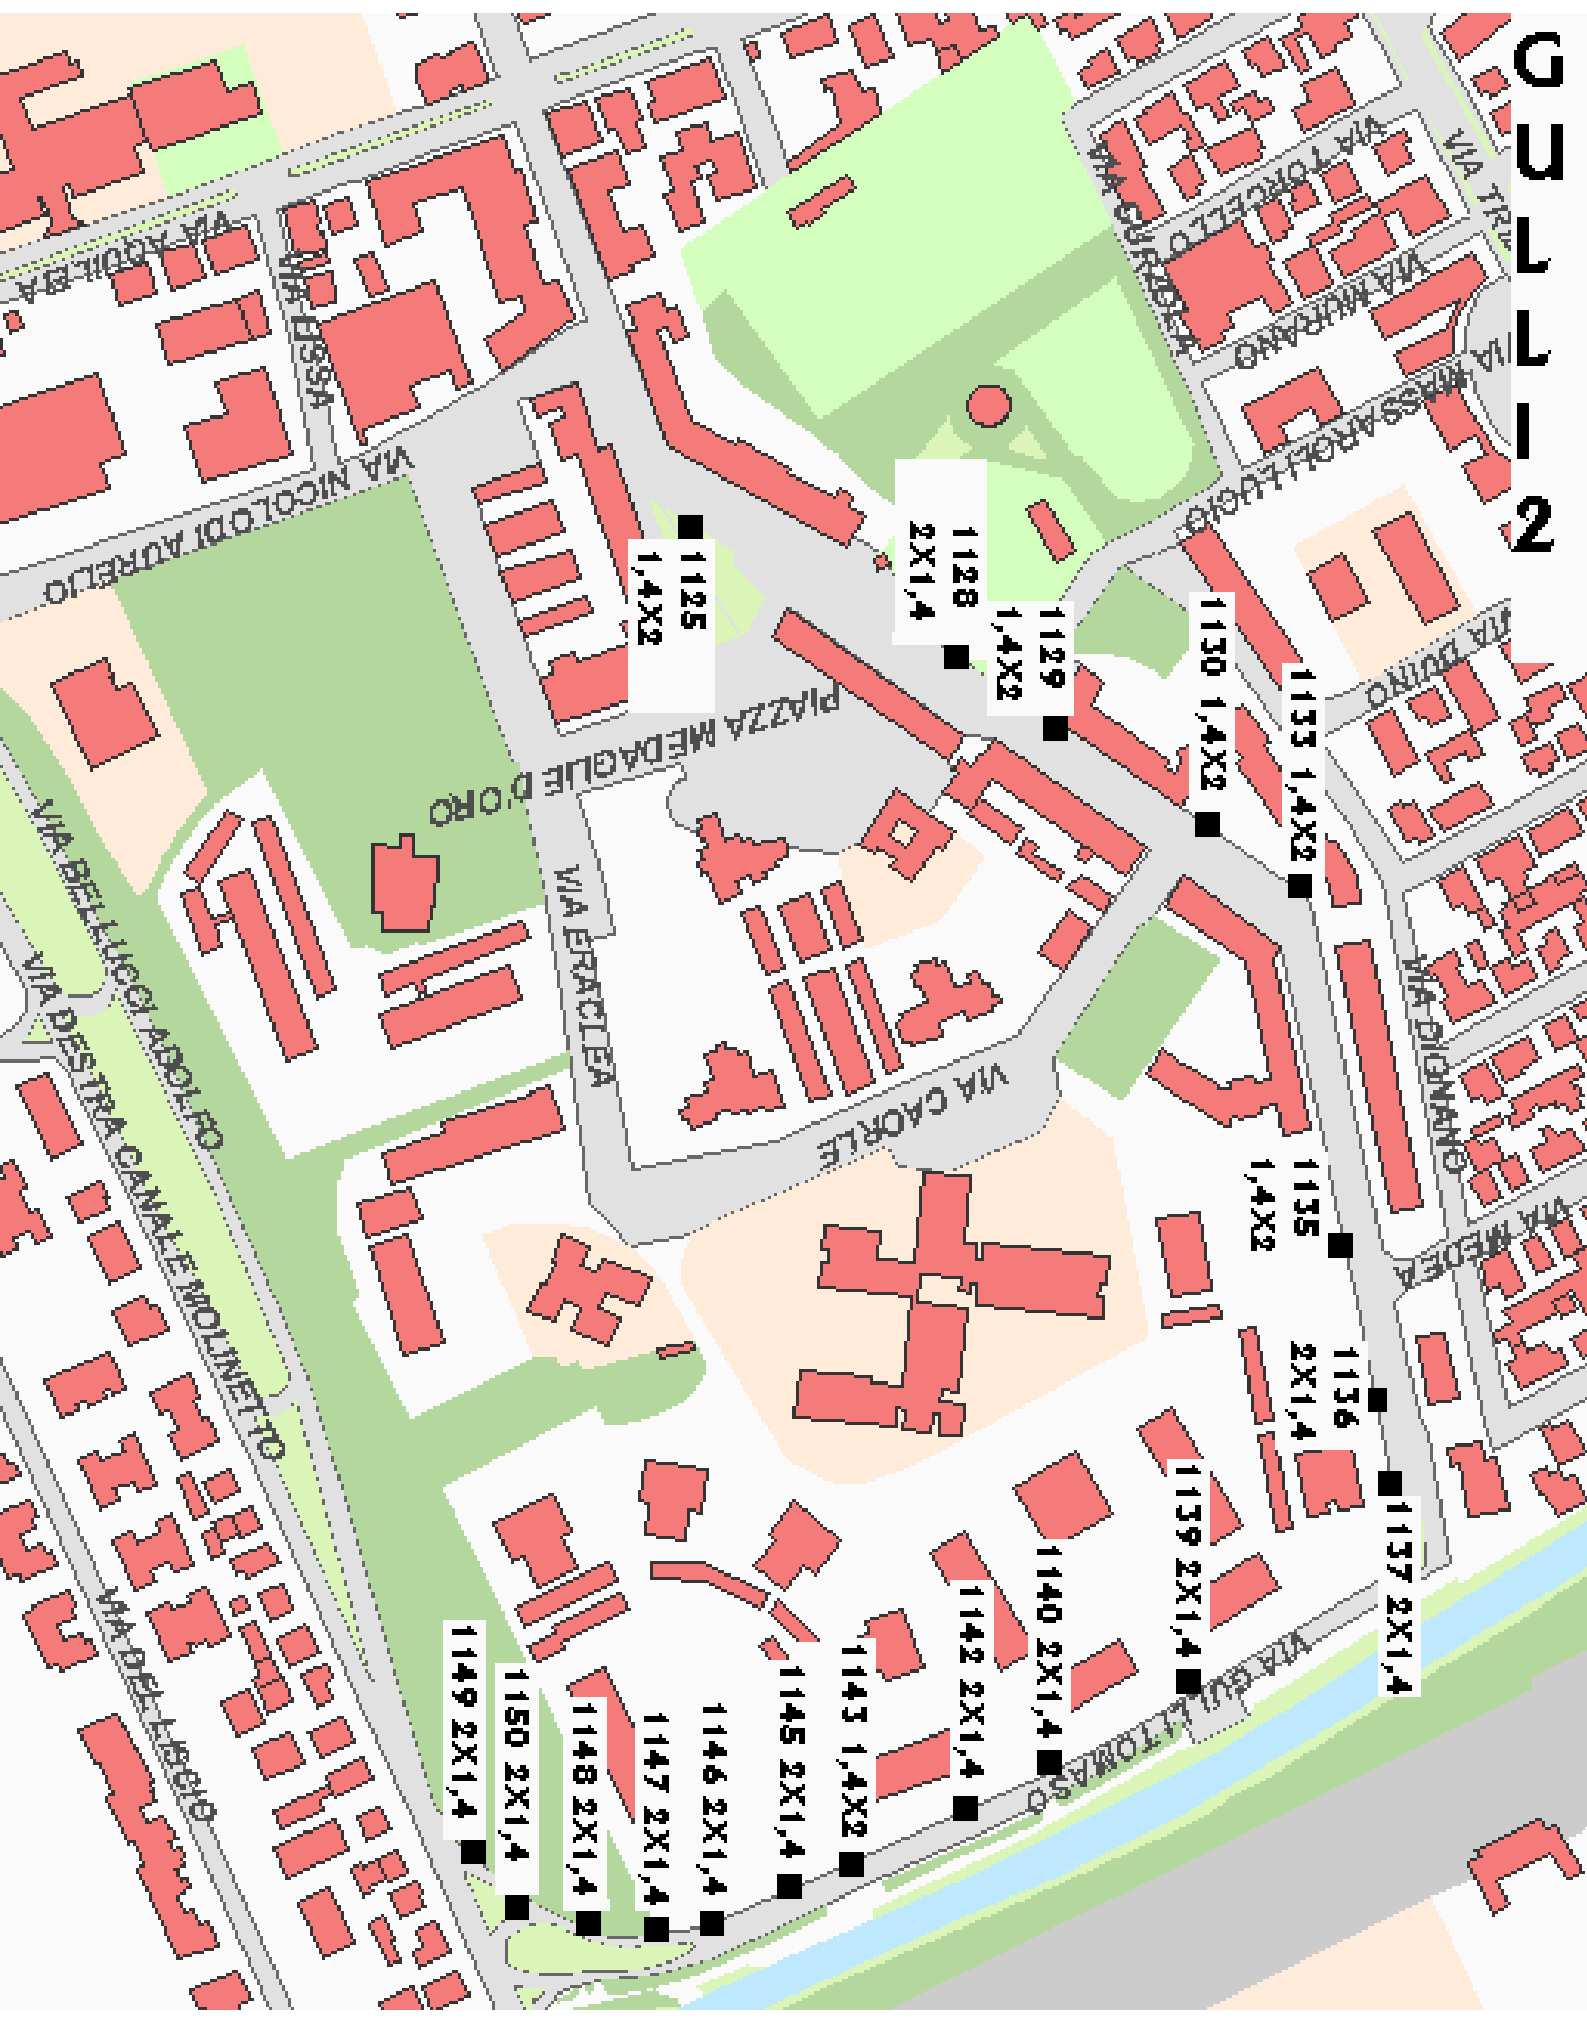 GULLI 2
VIA AQUILEIA
VIA OSSA
VIA NICOLO DI AURELIO
VIA CURZOLA
VIA TORCELLO
VIA MURANO
VIA MASSAROLI LUCIO
VIA DUINO
PIAZZA MEDAGLIE D'ORO
VIA ERACLEA
VIA CAORLE
VIA BELLUCCI ADOLFO
VIA DESTRA CANALE MOLINETTO
VIA DEL LISCIO
VIA DIGNANO
VIA MEDEA
VIA GULLI TOMASO
1125
1,4X2
1128
2X1,4
1129
1,4X2
1130 1,4X2
1133 1,4X2
1135
1,4X2
1136
2X1,4
1137 2X1,4
1139 2X1,4
1140 2X1,4
1142 2X1,4
1143 1,4X2
1145 2X1,4
1146 2X1,4
1147 2X1,4
1148 2X1,4
1150 2X1,4
1149 2X1,4